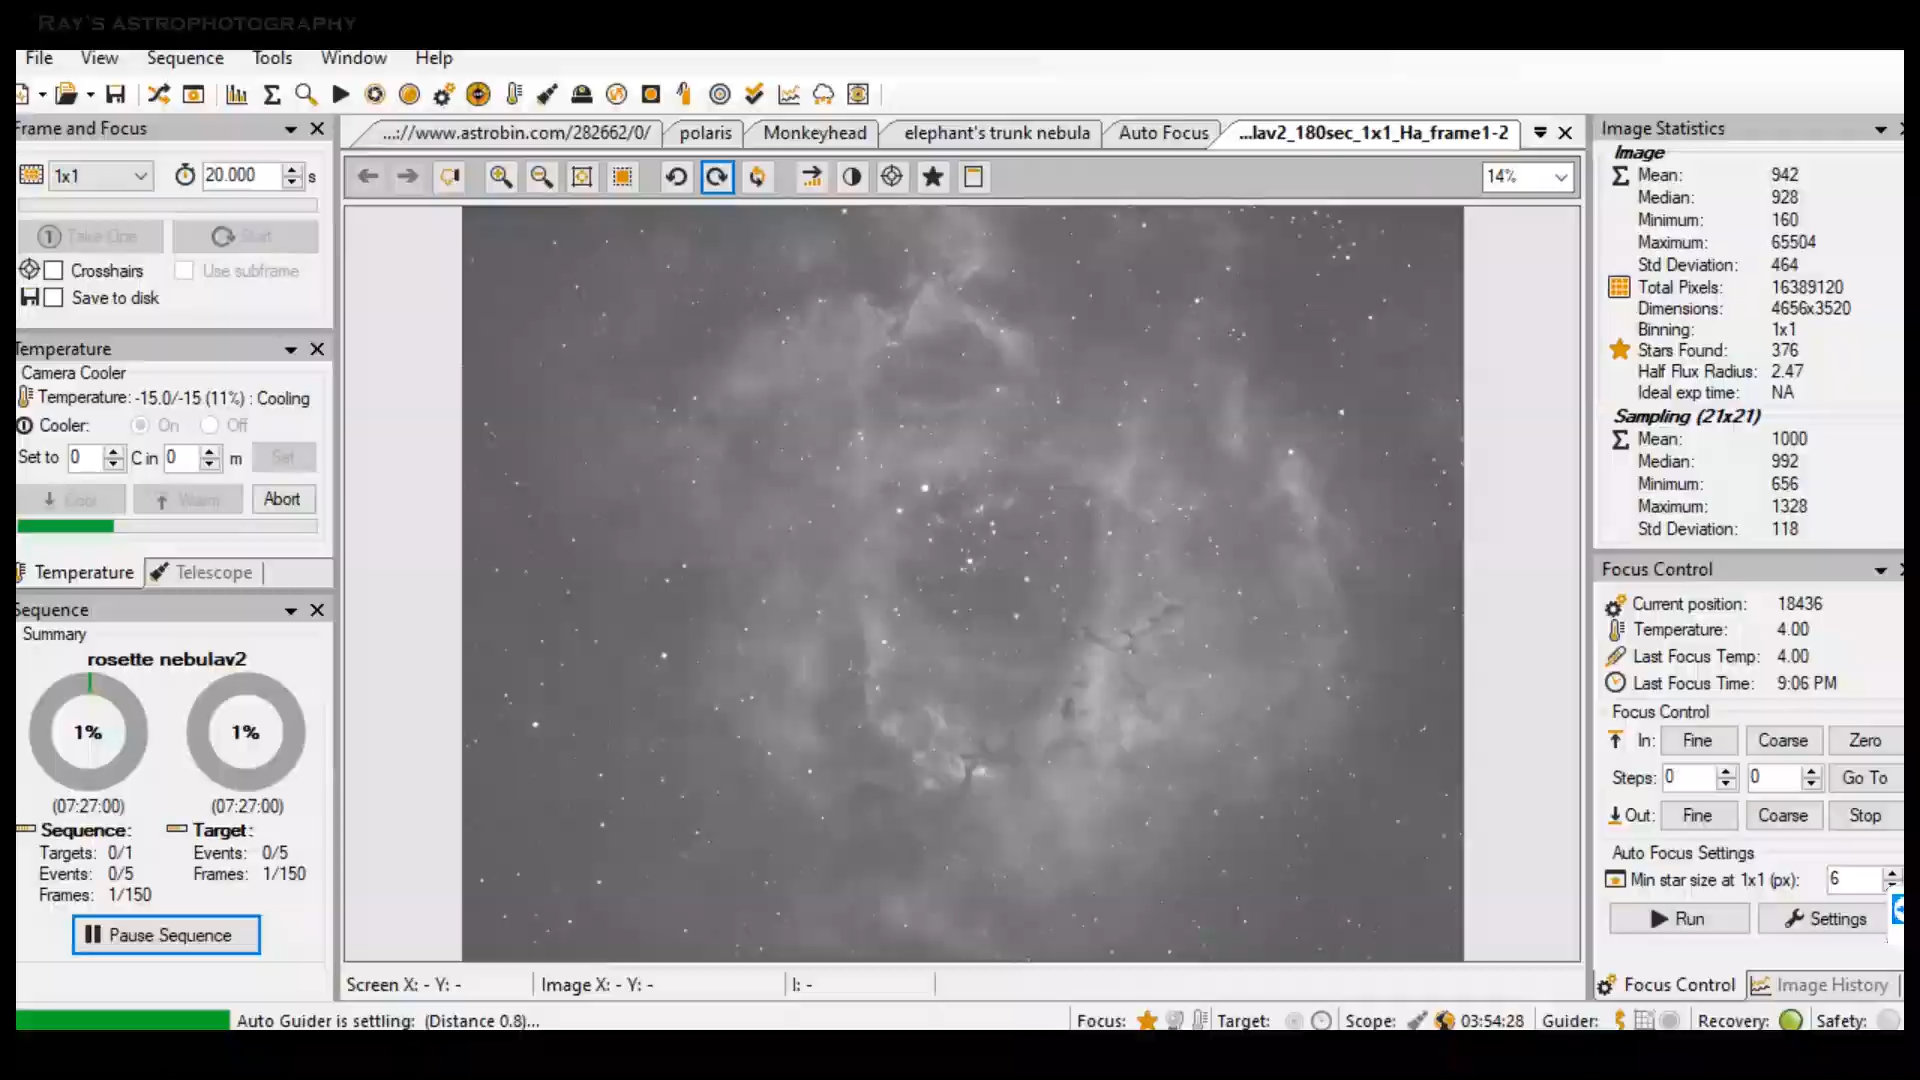 RAY'S ASTROPHOTOGRAPHY
File View Sequence Tools Window Help
Frame and Focus
...://www.astrobin.com/282662/0/ polaris Monkeyhead elephant's trunk nebula Auto Focus ...lav2_180sec_1x1_Ha_frame1-2
Image Statistics
1x1 20.000 s
14%
Take One Start
Crosshairs Use subframe
Save to disk
Temperature
Camera Cooler
Temperature: -15.0/-15 (11%) : Cooling
Cooler: On Off
Set to 0 C in 0 m Set
Cool Warm Abort
Temperature Telescope
Sequence
Summary
rosette nebulav2
1% 1%
(07:27:00) (07:27:00)
Sequence: Target:
Targets: 0/1 Events: 0/5
Events: 0/5 Frames: 1/150
Frames: 1/150
Pause Sequence
Image
Mean: 942
Median: 928
Minimum: 160
Maximum: 65504
Std Deviation: 464
Total Pixels: 16389120
Dimensions: 4656x3520
Binning: 1x1
Stars Found: 376
Half Flux Radius: 2.47
Ideal exp time: NA
Sampling (21x21)
Mean: 1000
Median: 992
Minimum: 656
Maximum: 1328
Std Deviation: 118
Focus Control
Current position: 18436
Temperature: 4.00
Last Focus Temp: 4.00
Last Focus Time: 9:06 PM
Focus Control
In: Fine Coarse Zero
Steps: 0 0 Go To
Out: Fine Coarse Stop
Auto Focus Settings
Min star size at 1x1 (px): 6
Run Settings
Focus Control Image History
Screen X: - Y: - Image X: - Y: - I: -
Auto Guider is settling: (Distance 0.8)... Focus: Target: Scope: 03:54:28 Guider: Recovery: Safety: